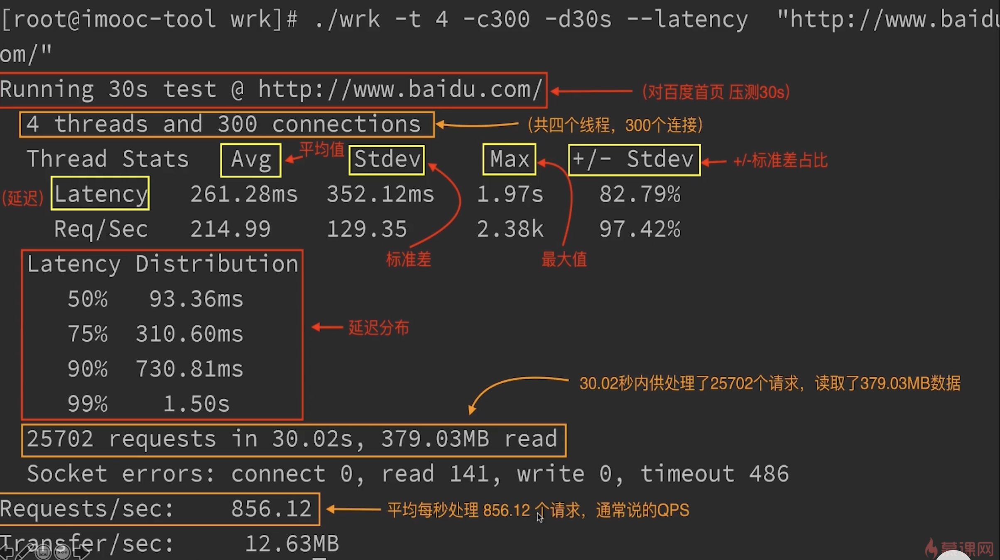 [root@imooc-tool wrk]# ./wrk -t 4 -c300 -d30s --latency  "http://www.baidu
om/"
Running 30s test @ http://www.baidu.com/ (对百度首页 压测30s)
4 threads and 300 connections (共四个线程，300个连接)
Thread Stats Avg 平均值 Stdev Max +/- Stdev +/-标准差占比
(延迟) Latency 261.28ms 352.12ms 1.97s 82.79%
Req/Sec 214.99 129.35 2.38k 97.42%
标准差 最大值
Latency Distribution
50% 93.36ms
75% 310.60ms
延迟分布
90% 730.81ms
30.02秒内供处理了25702个请求，读取了379.03MB数据
99% 1.50s
25702 requests in 30.02s, 379.03MB read
Socket errors: connect 0, read 141, write 0, timeout 486
Requests/sec: 856.12 平均每秒处理 856.12 个请求，通常说的QPS
Transfer/sec: 12.63MB
慕课网